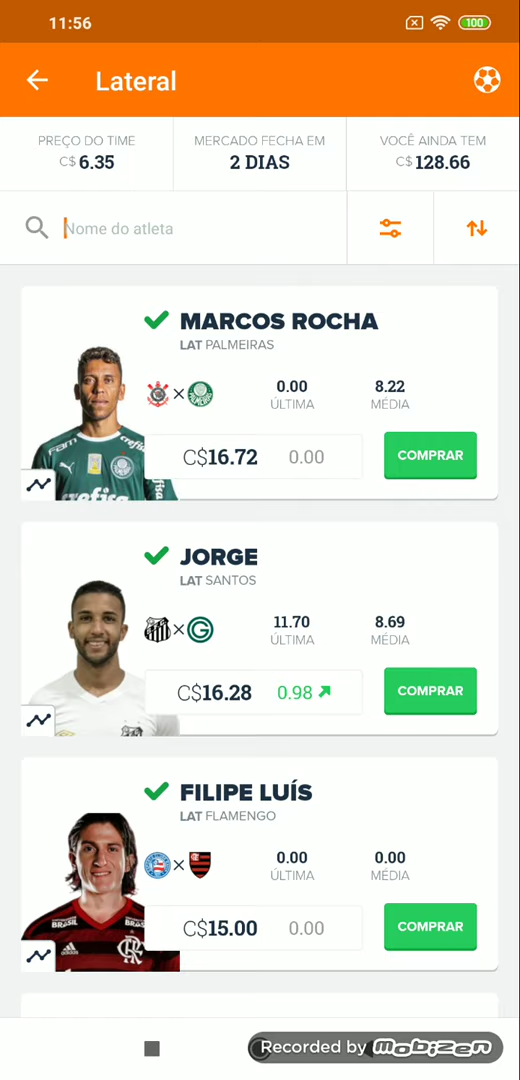 11:56
100
Lateral
PREÇO DO TIME
C$ 6.35
MERCADO FECHA EM
2 DIAS
VOCÊ AINDA TEM
C$ 128.66
Nome do atleta
MARCOS ROCHA
LAT PALMEIRAS
0.00
ÚLTIMA
8.22
MÉDIA
C$16.72
0.00
COMPRAR
JORGE
LAT SANTOS
11.70
ÚLTIMA
8.69
MÉDIA
C$16.28
0.98
COMPRAR
FILIPE LUÍS
LAT FLAMENGO
0.00
ÚLTIMA
0.00
MÉDIA
C$15.00
0.00
COMPRAR
Recorded by MOBIZEN